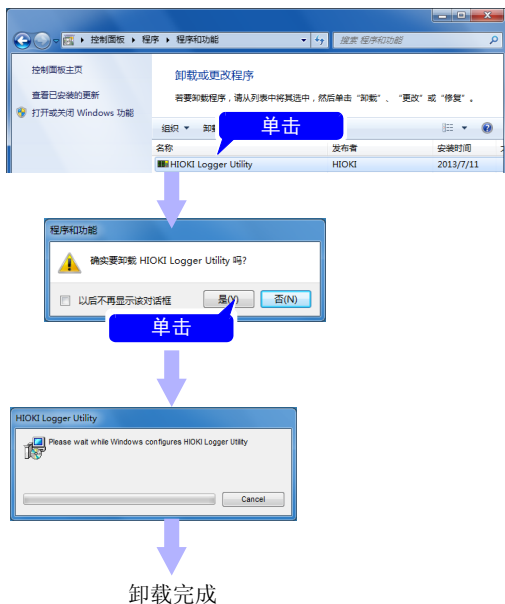 控制面板 ▸ 程序 ▸ 程序和功能
搜索 程序和功能
控制面板主页
卸载或更改程序
查看已安装的更新
若要卸载程序，请从列表中将其选中，然后单击“卸载”、“更改”或“修复”。
打开或关闭 Windows 功能
组织
单击
名称 发布者 安装时间
HIOKI Logger Utility HIOKI 2013/7/11
程序和功能
确实要卸载 HIOKI Logger Utility 吗?
以后不再显示该对话框 是(Y) 否(N)
单击
HIOKI Logger Utility
Please wait while Windows configures HIOKI Logger Utility
Cancel
卸载完成